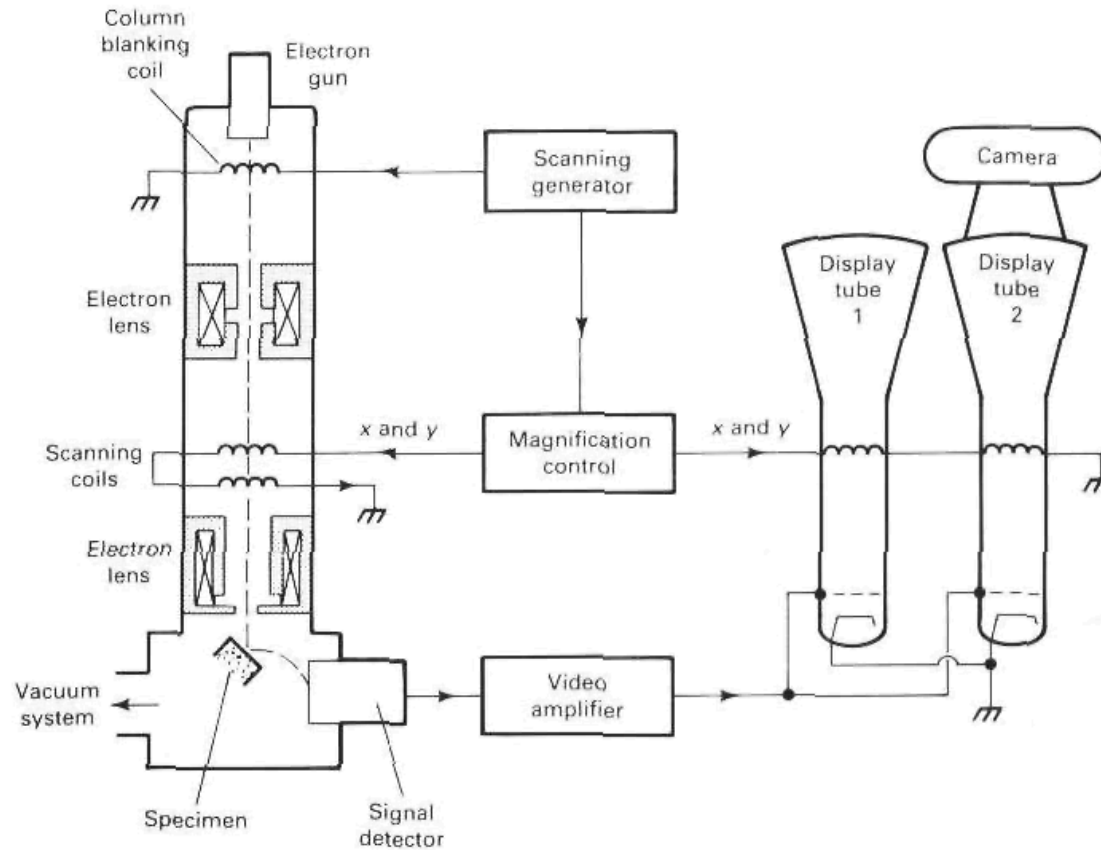 Column
blanking
coil
Electron
gun
Scanning
generator
Camera
Display
tube
1
Display
tube
2
Electron
lens
x and y
Magnification
control
x and y
Scanning
coils
Electron
lens
Vacuum
system
Video
amplifier
Specimen
Signal
detector